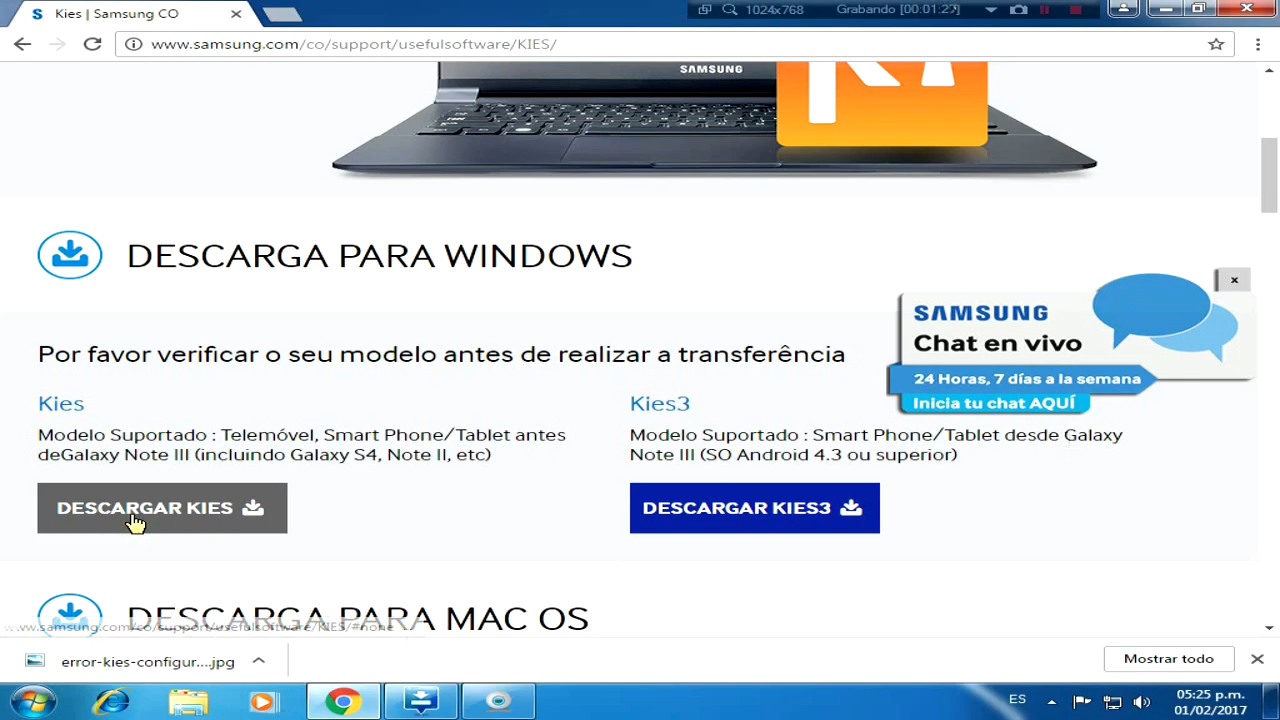 Kies | Samsung CO
1024x768
Grabando [00:01:27]
www.samsung.com/co/support/usefulsoftware/KIES/
SAMSUNG
DESCARGA PARA WINDOWS
Por favor verificar o seu modelo antes de realizar a transferência
Kies
Modelo Suportado : Telemóvel, Smart Phone/Tablet antes
deGalaxy Note III (incluindo Galaxy S4, Note II, etc)
DESCARGAR KIES
Kies3
Modelo Suportado : Smart Phone/Tablet desde Galaxy
Note III (SO Android 4.3 ou superior)
DESCARGAR KIES3
SAMSUNG
Chat en vivo
24 Horas, 7 días a la semana
Inicia tu chat AQUÍ
DESCARGA PARA MAC OS
www.samsung.com/co/support/usefulsoftware/KIES/#none
error-kies-configur....jpg
Mostrar todo
ES
05:25 p.m.
01/02/2017